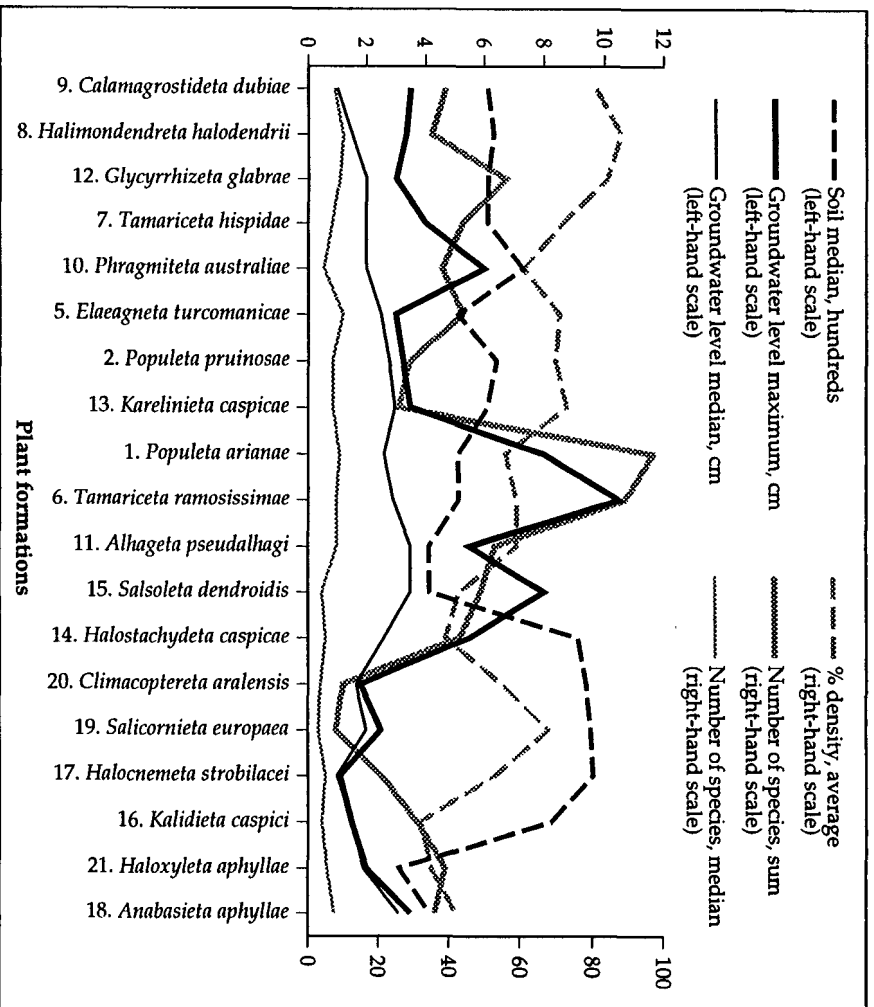 Soil median, hundreds
(left-hand scale)
Groundwater level maximum, cm
(left-hand scale)
Groundwater level median, cm
(left-hand scale)
% density, average
(right-hand scale)
Number of species, sum
(right-hand scale)
Number of species, median
(right-hand scale)
0 2 4 6 8 10 12
9. Calamagrostideta dubiae
8. Halimondendreta halodendrii
12. Glycyrrhizeta glabrae
7. Tamariceta hispidae
10. Phragmiteta australiae
5. Elaeagneta turcomanicae
2. Populeta pruinosae
13. Karelinieta caspicae
1. Populeta arianae
6. Tamariceta ramosissimae
11. Alhageta pseudalhagi
15. Salsoleta dendroidis
14. Halostachydeta caspicae
20. Climacoptereta aralensis
19. Salicornieta europaea
17. Halocnemeta strobilacei
16. Kalidieta caspici
21. Haloxyleta aphyllae
18. Anabasieta aphyllae
Plant formations
0 20 40 60 80 100